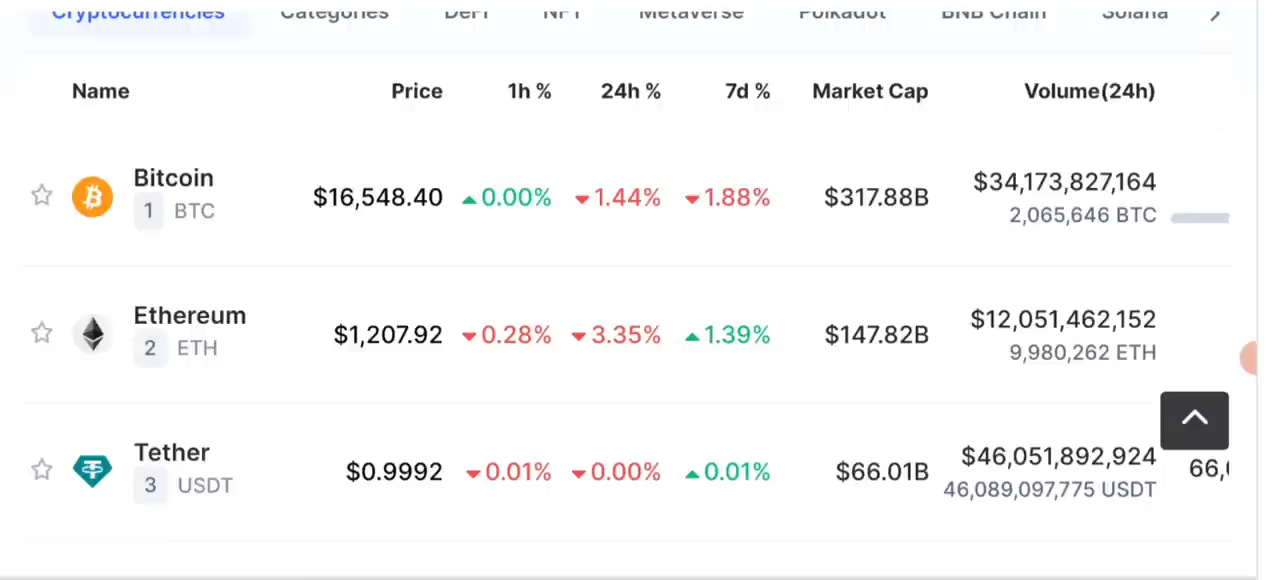 Cryptocurrencies Categories DeFi NFT Metaverse Polkadot BNB Chain Solana
Name Price 1h % 24h % 7d % Market Cap Volume(24h)
Bitcoin
1 BTC
$16,548.40 0.00% 1.44% 1.88% $317.88B $34,173,827,164
2,065,646 BTC
Ethereum
2 ETH
$1,207.92 0.28% 3.35% 1.39% $147.82B $12,051,462,152
9,980,262 ETH
Tether
3 USDT
$0.9992 0.01% 0.00% 0.01% $66.01B $46,051,892,924
46,089,097,775 USDT
66,